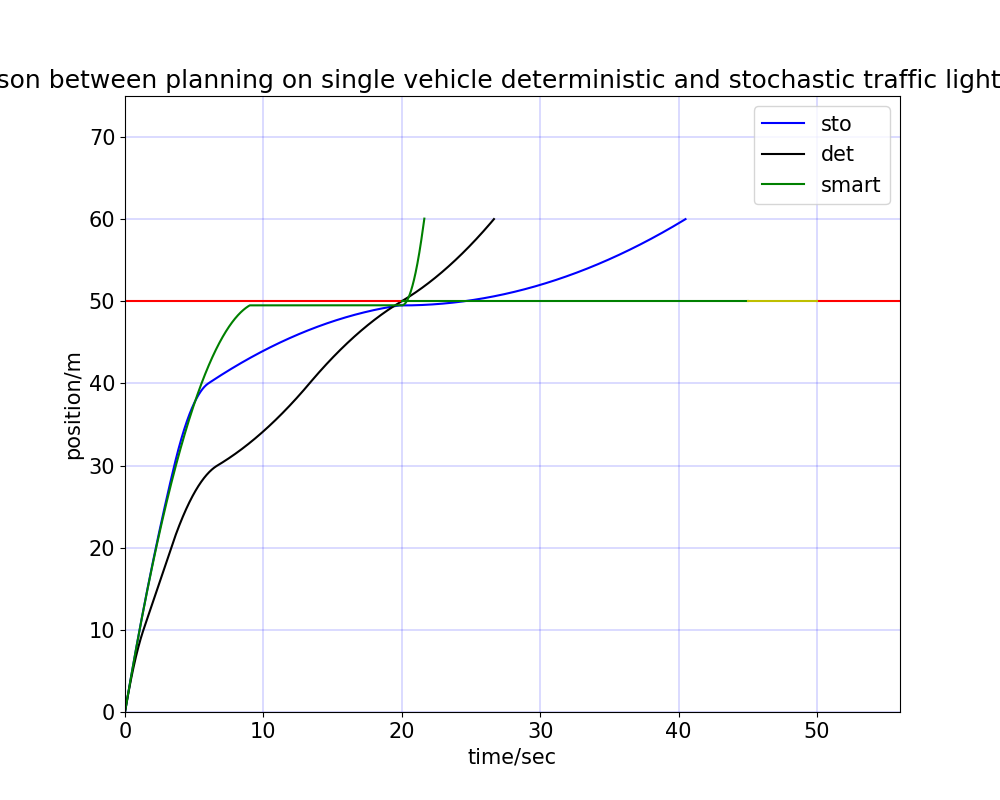 son between planning on single vehicle deterministic and stochastic traffic light
sto
det
smart
70
60
50
40
30
20
10
0
position/m
0 10 20 30 40 50
time/sec